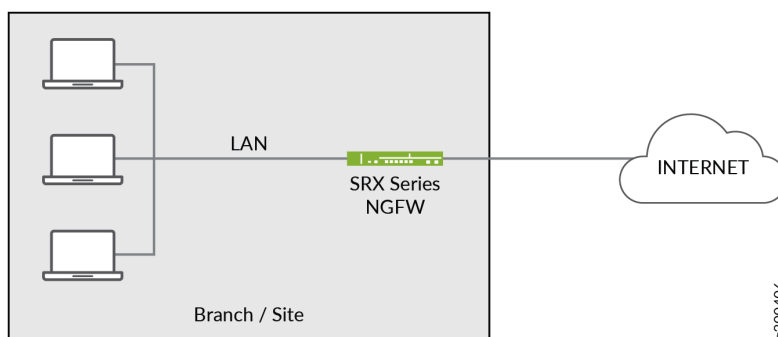 LAN
SRX Series
NGFW
INTERNET
Branch / Site